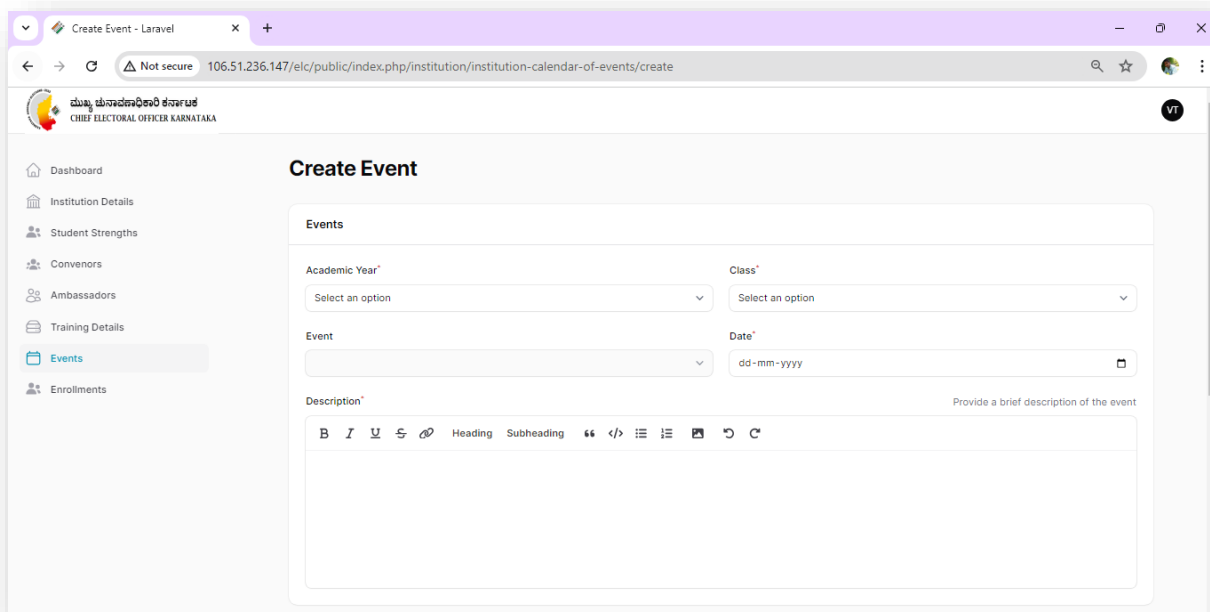 Create Event - Laravel
Not secure 106.51.236.147/elc/public/index.php/institution/institution-calendar-of-events/create
ಮುಖ್ಯ ಚುನಾವಣಾಧಿಕಾರಿ ಕರ್ನಾಟಕ
CHIEF ELECTORAL OFFICER KARNATAKA
VT
Dashboard
Institution Details
Student Strengths
Convenors
Ambassadors
Training Details
Events
Enrollments
Create Event
Events
Academic Year* Class*
Select an option Select an option
Event Date*
dd-mm-yyyy
Description* Provide a brief description of the event
B I U S Heading Subheading